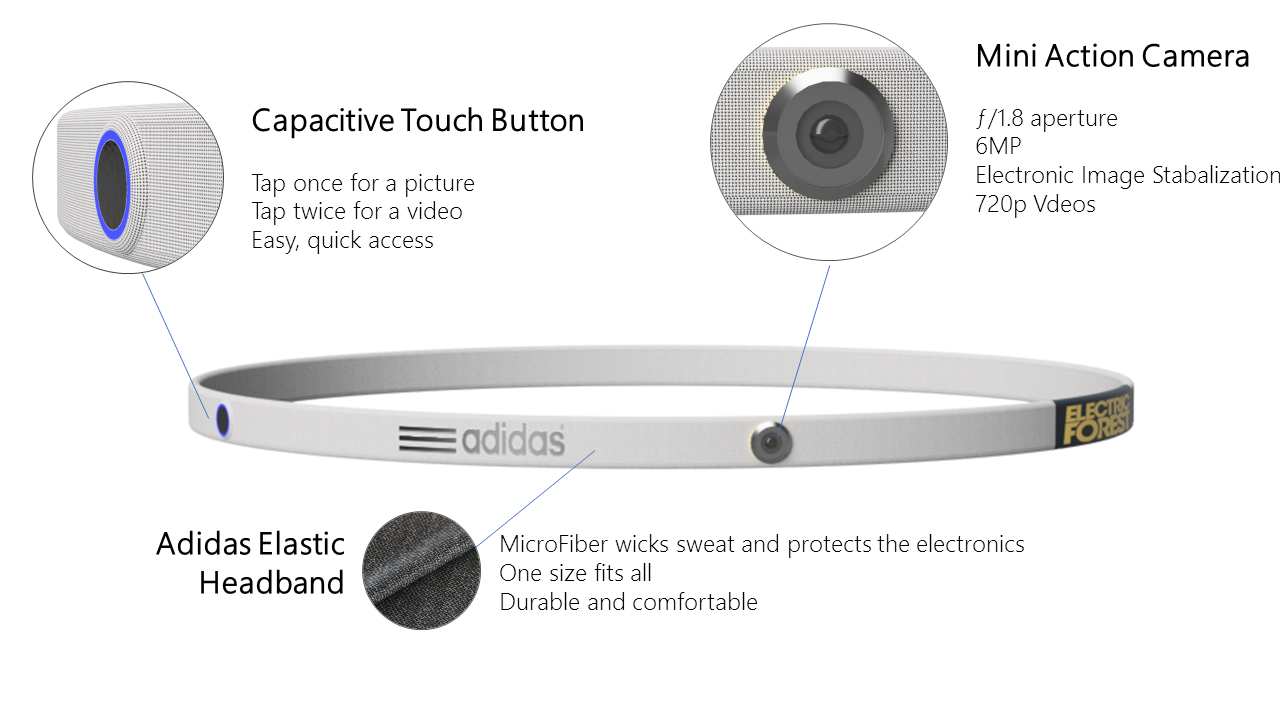 Mini Action Camera
ƒ/1.8 aperture
6MP
Electronic Image Stabalization
720p Vdeos
Capacitive Touch Button
Tap once for a picture
Tap twice for a video
Easy, quick access
adidas
ELECTRIC
FOREST
Adidas Elastic
Headband
MicroFiber wicks sweat and protects the electronics
One size fits all
Durable and comfortable